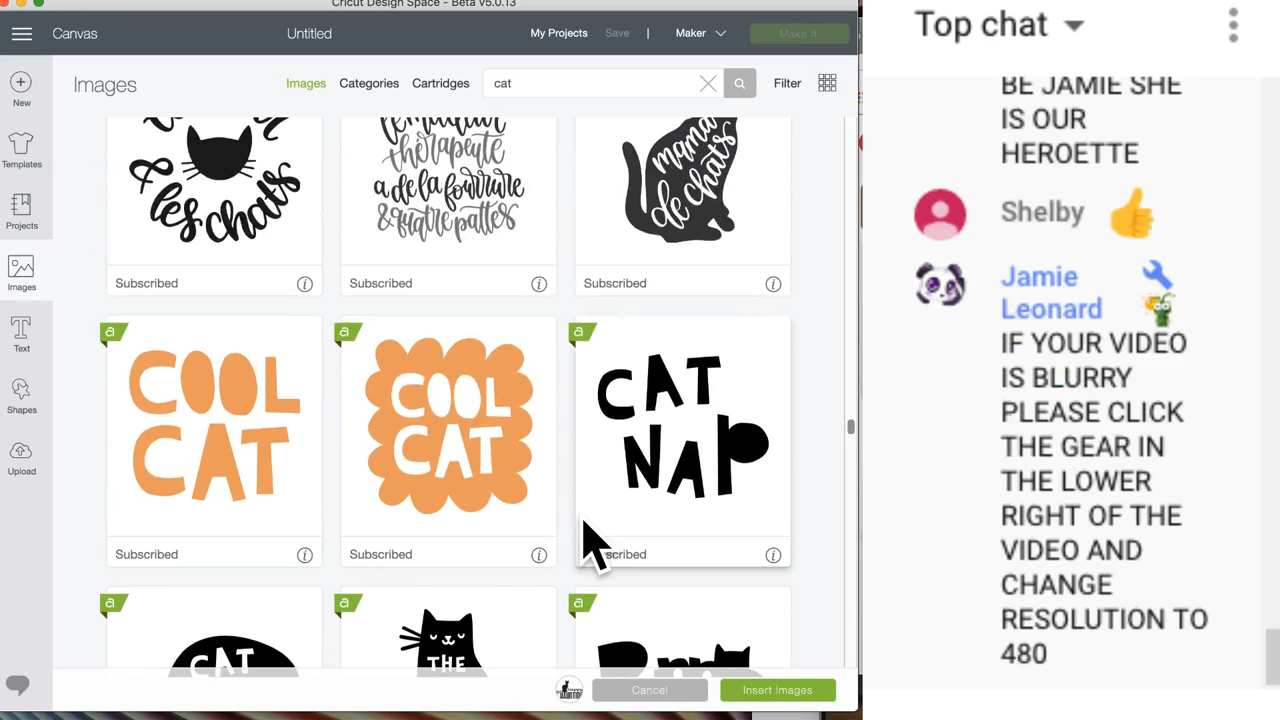 Cricut Design Space - Beta v5.0.13
Canvas
Untitled
My Projects
Save
|
Maker
Make It
New
Templates
Projects
Images
Text
Shapes
Upload
Images
Images
Categories
Cartridges
cat
Filter
& les chats
thérapeute
a de la fourrure
& quatre pattes
mama
de chats
Subscribed
i
Subscribed
i
Subscribed
i
a
COOL
CAT
Subscribed
i
a
COOL
CAT
Subscribed
i
a
CAT
NAP
scribed
i
a
CAT
a
THE
a
Cancel
Insert Images
Top chat
BE JAMIE SHE
IS OUR
HEROETTE
Shelby
Jamie
Leonard
IF YOUR VIDEO
IS BLURRY
PLEASE CLICK
THE GEAR IN
THE LOWER
RIGHT OF THE
VIDEO AND
CHANGE
RESOLUTION TO
480